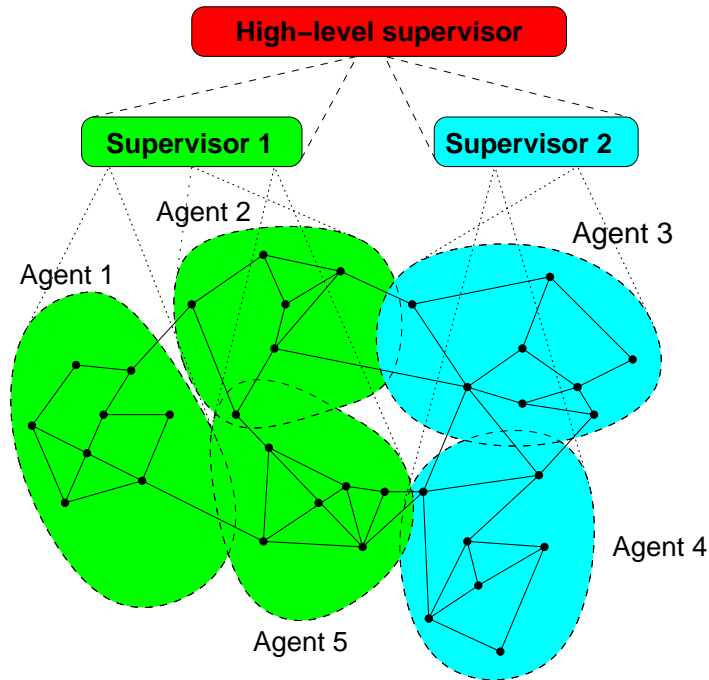 High–level supervisor
Supervisor 1
Supervisor 2
Agent 2
Agent 3
Agent 1
Agent 4
Agent 5